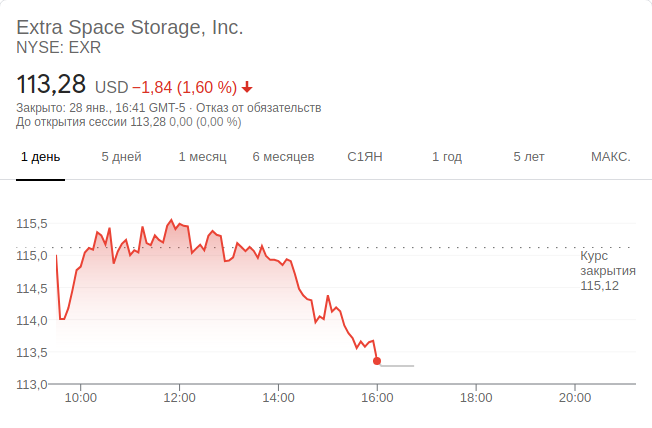 Extra Space Storage, Inc.
NYSE: EXR
113,28 USD −1,84 (1,60 %)
Закрыто: 28 янв., 16:41 GMT-5 · Отказ от обязательств
До открытия сессии 113,28 0,00 (0,00 %)
1 день 5 дней 1 месяц 6 месяцев С1ЯН 1 год 5 лет МАКС.
115,5
115,0
114,5
114,0
113,5
113,0
Курс
закрытия
115,12
10:00 12:00 14:00 16:00 18:00 20:00